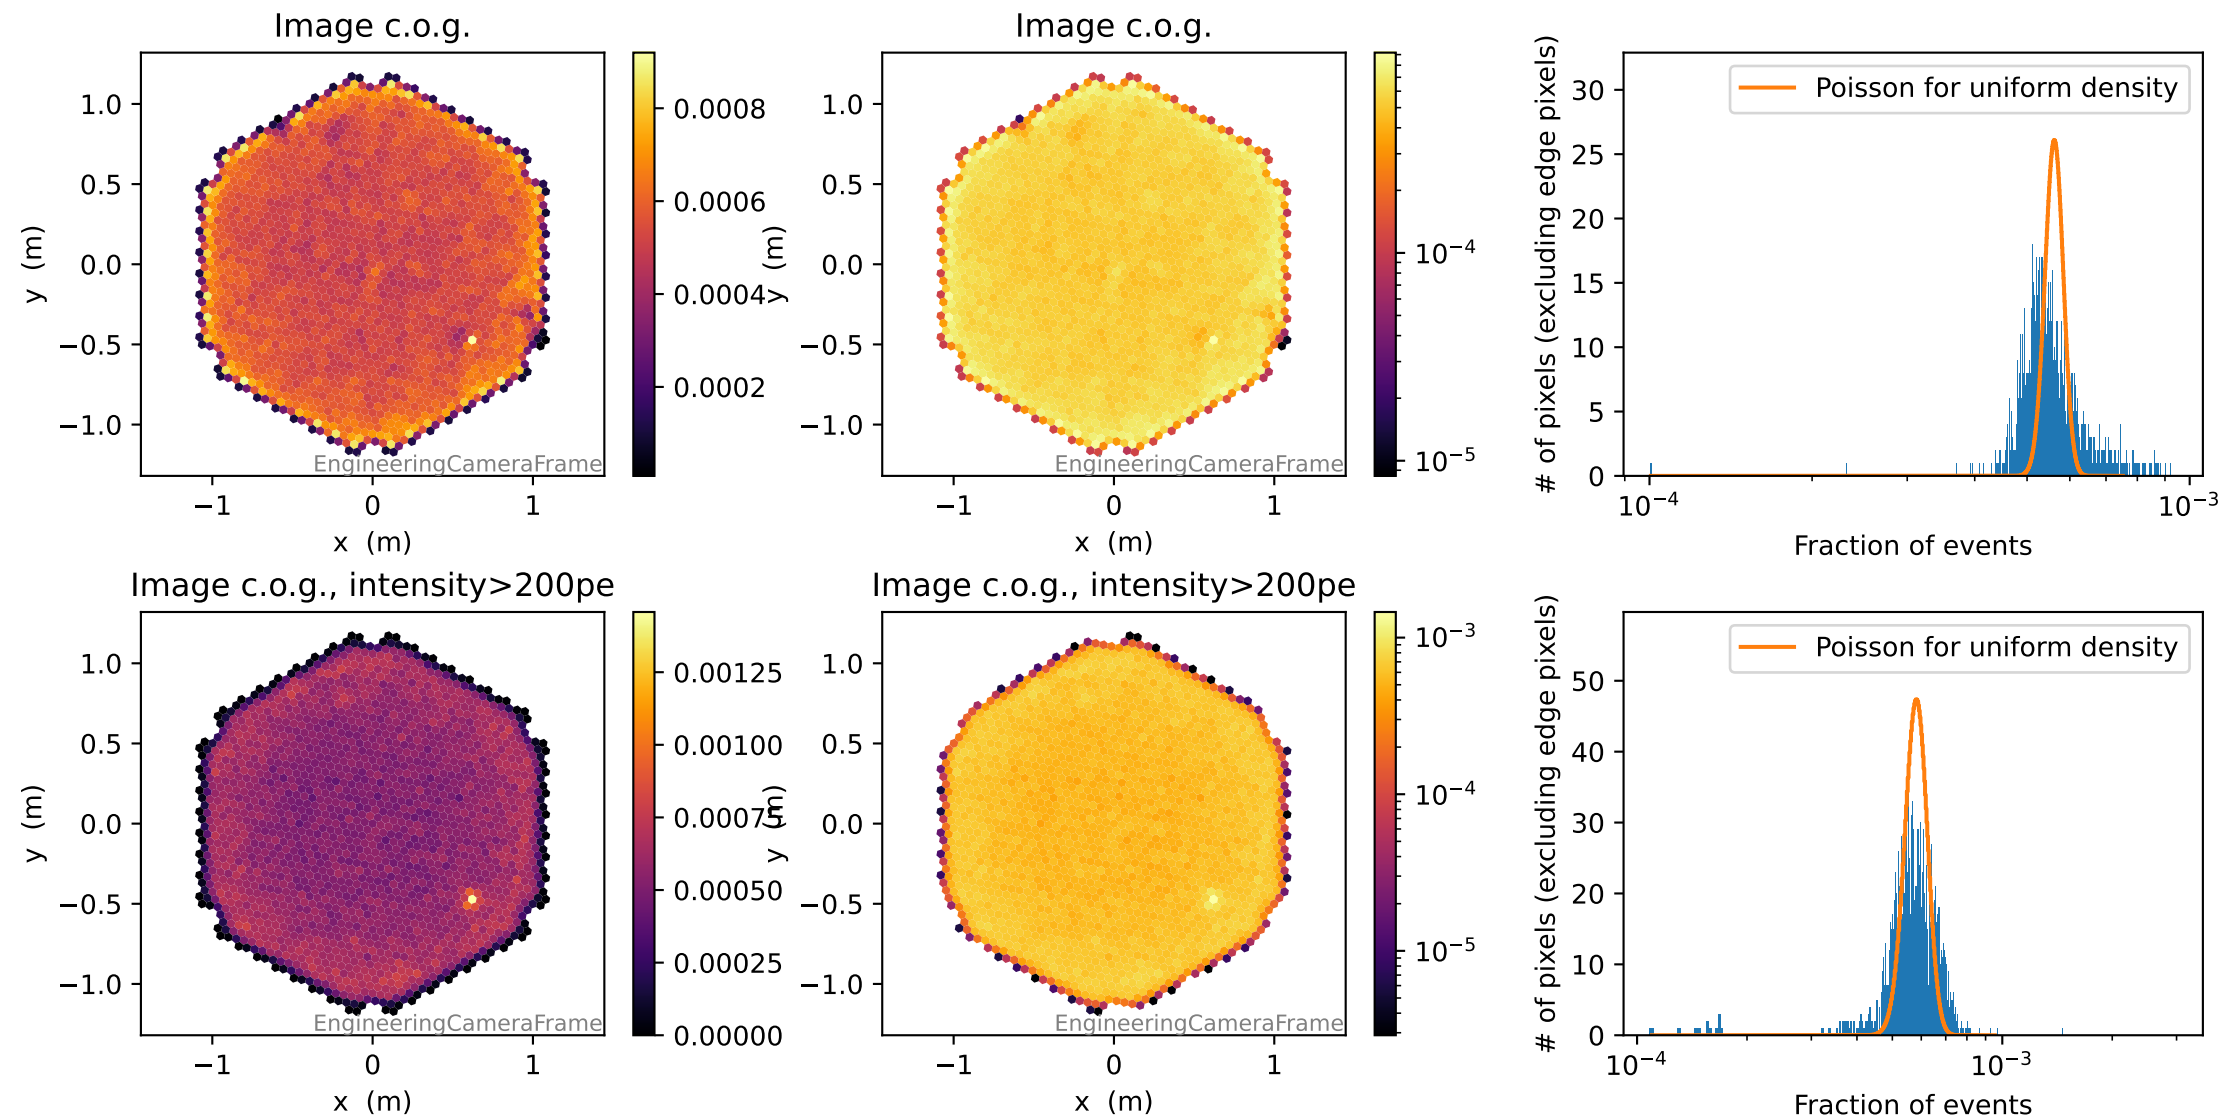 Image c.o.g.
1.0
0.5
0.0
−0.5
−1.0
y (m)
−1
0
1
x (m)
EngineeringCameraFrame
0.0008
0.0006
0.0004
0.0002
Image c.o.g.
1.0
0.5
0.0
−0.5
−1.0
y (m)
−1
0
1
x (m)
EngineeringCameraFrame
10−4
10−5
Poisson for uniform density
# of pixels (excluding edge pixels)
30
25
20
15
10
5
0
10−4
10−3
Fraction of events
Image c.o.g., intensity>200pe
1.0
0.5
0.0
−0.5
−1.0
y (m)
−1
0
1
x (m)
EngineeringCameraFrame
0.00125
0.00100
0.00075
0.00050
0.00025
0.00000
Image c.o.g., intensity>200pe
1.0
0.5
0.0
−0.5
−1.0
y (m)
−1
0
1
x (m)
EngineeringCameraFrame
10−3
10−4
10−5
Poisson for uniform density
# of pixels (excluding edge pixels)
50
40
30
20
10
0
10−4
10−3
Fraction of events